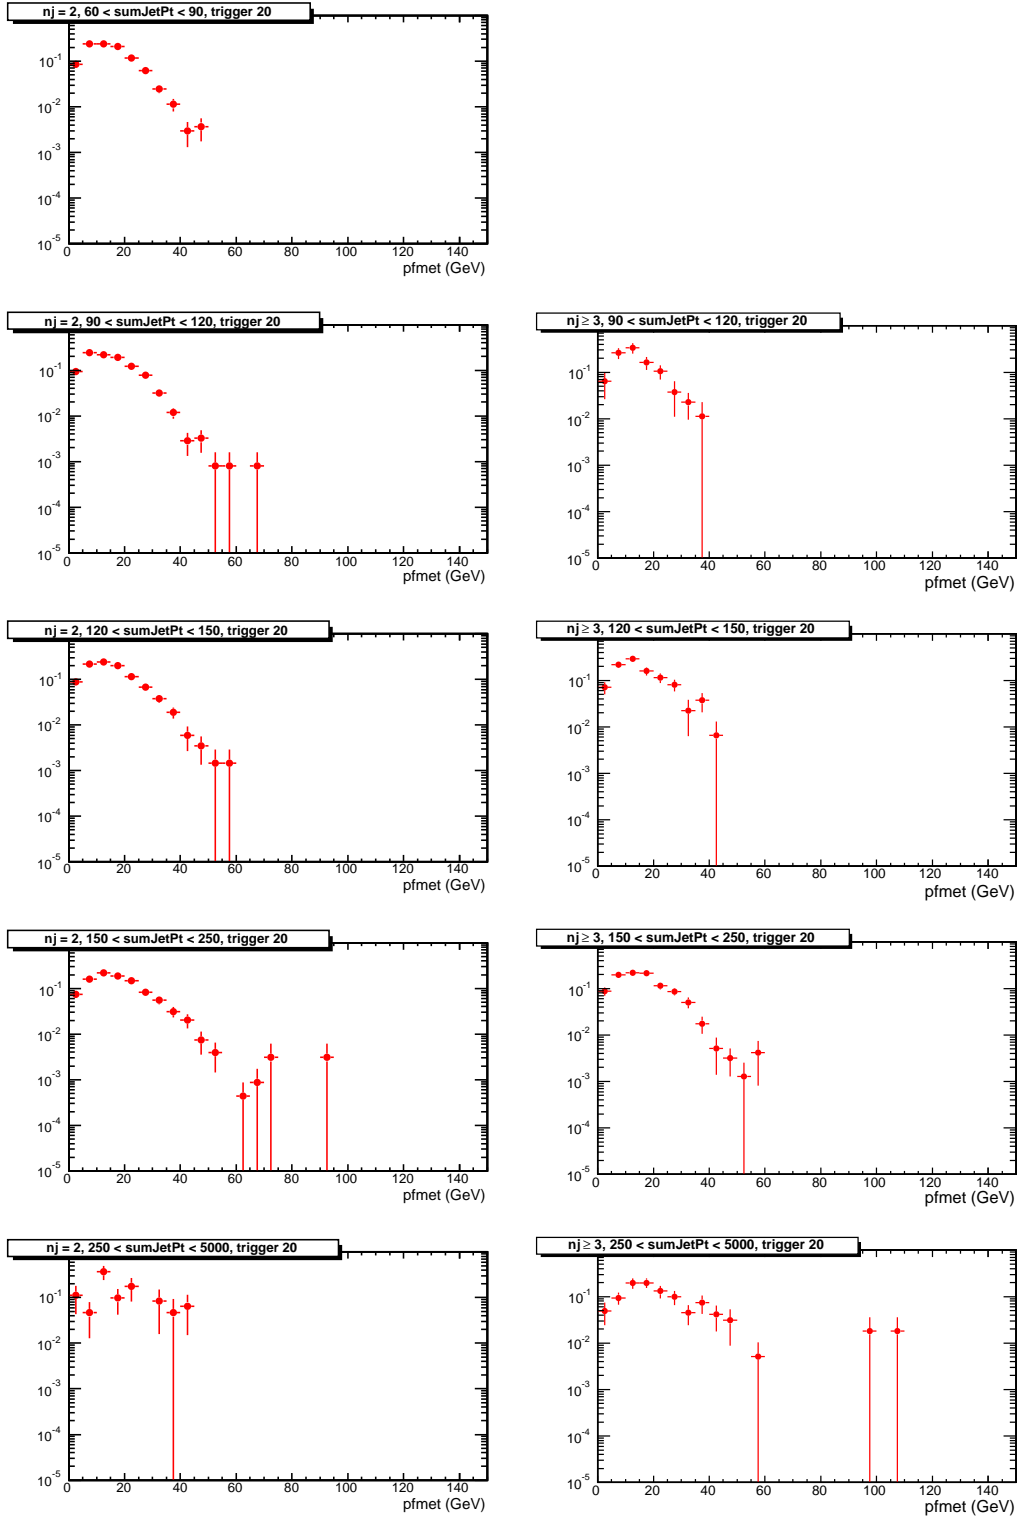 nj = 2, 60 < sumJetPt < 90, trigger 20
10⁻¹
10⁻²
10⁻³
10⁻⁴
10⁻⁵
0 20 40 60 80 100 120 140
pfmet (GeV)
nj = 2, 90 < sumJetPt < 120, trigger 20
10⁻¹
10⁻²
10⁻³
10⁻⁴
10⁻⁵
0 20 40 60 80 100 120 140
pfmet (GeV)
nj ≥ 3, 90 < sumJetPt < 120, trigger 20
10⁻¹
10⁻²
10⁻³
10⁻⁴
10⁻⁵
0 20 40 60 80 100 120 140
pfmet (GeV)
nj = 2, 120 < sumJetPt < 150, trigger 20
10⁻¹
10⁻²
10⁻³
10⁻⁴
10⁻⁵
0 20 40 60 80 100 120 140
pfmet (GeV)
nj ≥ 3, 120 < sumJetPt < 150, trigger 20
10⁻¹
10⁻²
10⁻³
10⁻⁴
10⁻⁵
0 20 40 60 80 100 120 140
pfmet (GeV)
nj = 2, 150 < sumJetPt < 250, trigger 20
10⁻¹
10⁻²
10⁻³
10⁻⁴
10⁻⁵
0 20 40 60 80 100 120 140
pfmet (GeV)
nj ≥ 3, 150 < sumJetPt < 250, trigger 20
10⁻¹
10⁻²
10⁻³
10⁻⁴
10⁻⁵
0 20 40 60 80 100 120 140
pfmet (GeV)
nj = 2, 250 < sumJetPt < 5000, trigger 20
10⁻¹
10⁻²
10⁻³
10⁻⁴
10⁻⁵
0 20 40 60 80 100 120 140
pfmet (GeV)
nj ≥ 3, 250 < sumJetPt < 5000, trigger 20
10⁻¹
10⁻²
10⁻³
10⁻⁴
10⁻⁵
0 20 40 60 80 100 120 140
pfmet (GeV)